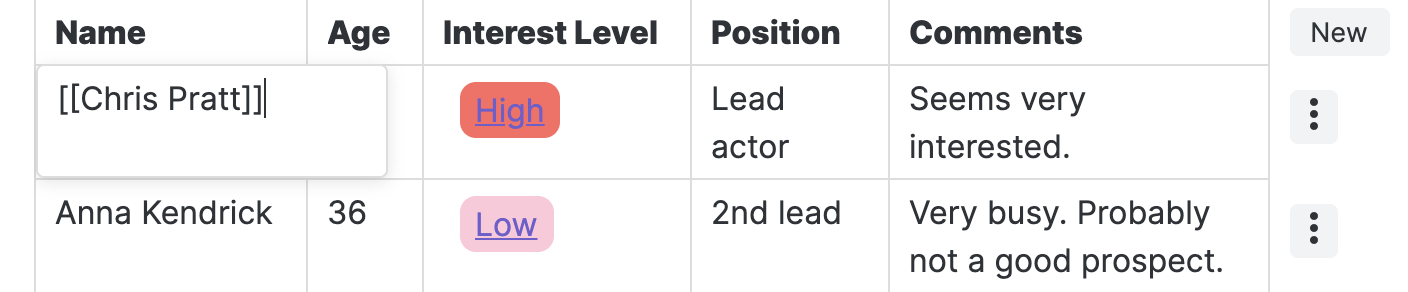 Name Age Interest Level Position Comments New
[[Chris Pratt]] High Lead Seems very
actor interested.
Anna Kendrick 36 Low 2nd lead Very busy. Probably
not a good prospect.